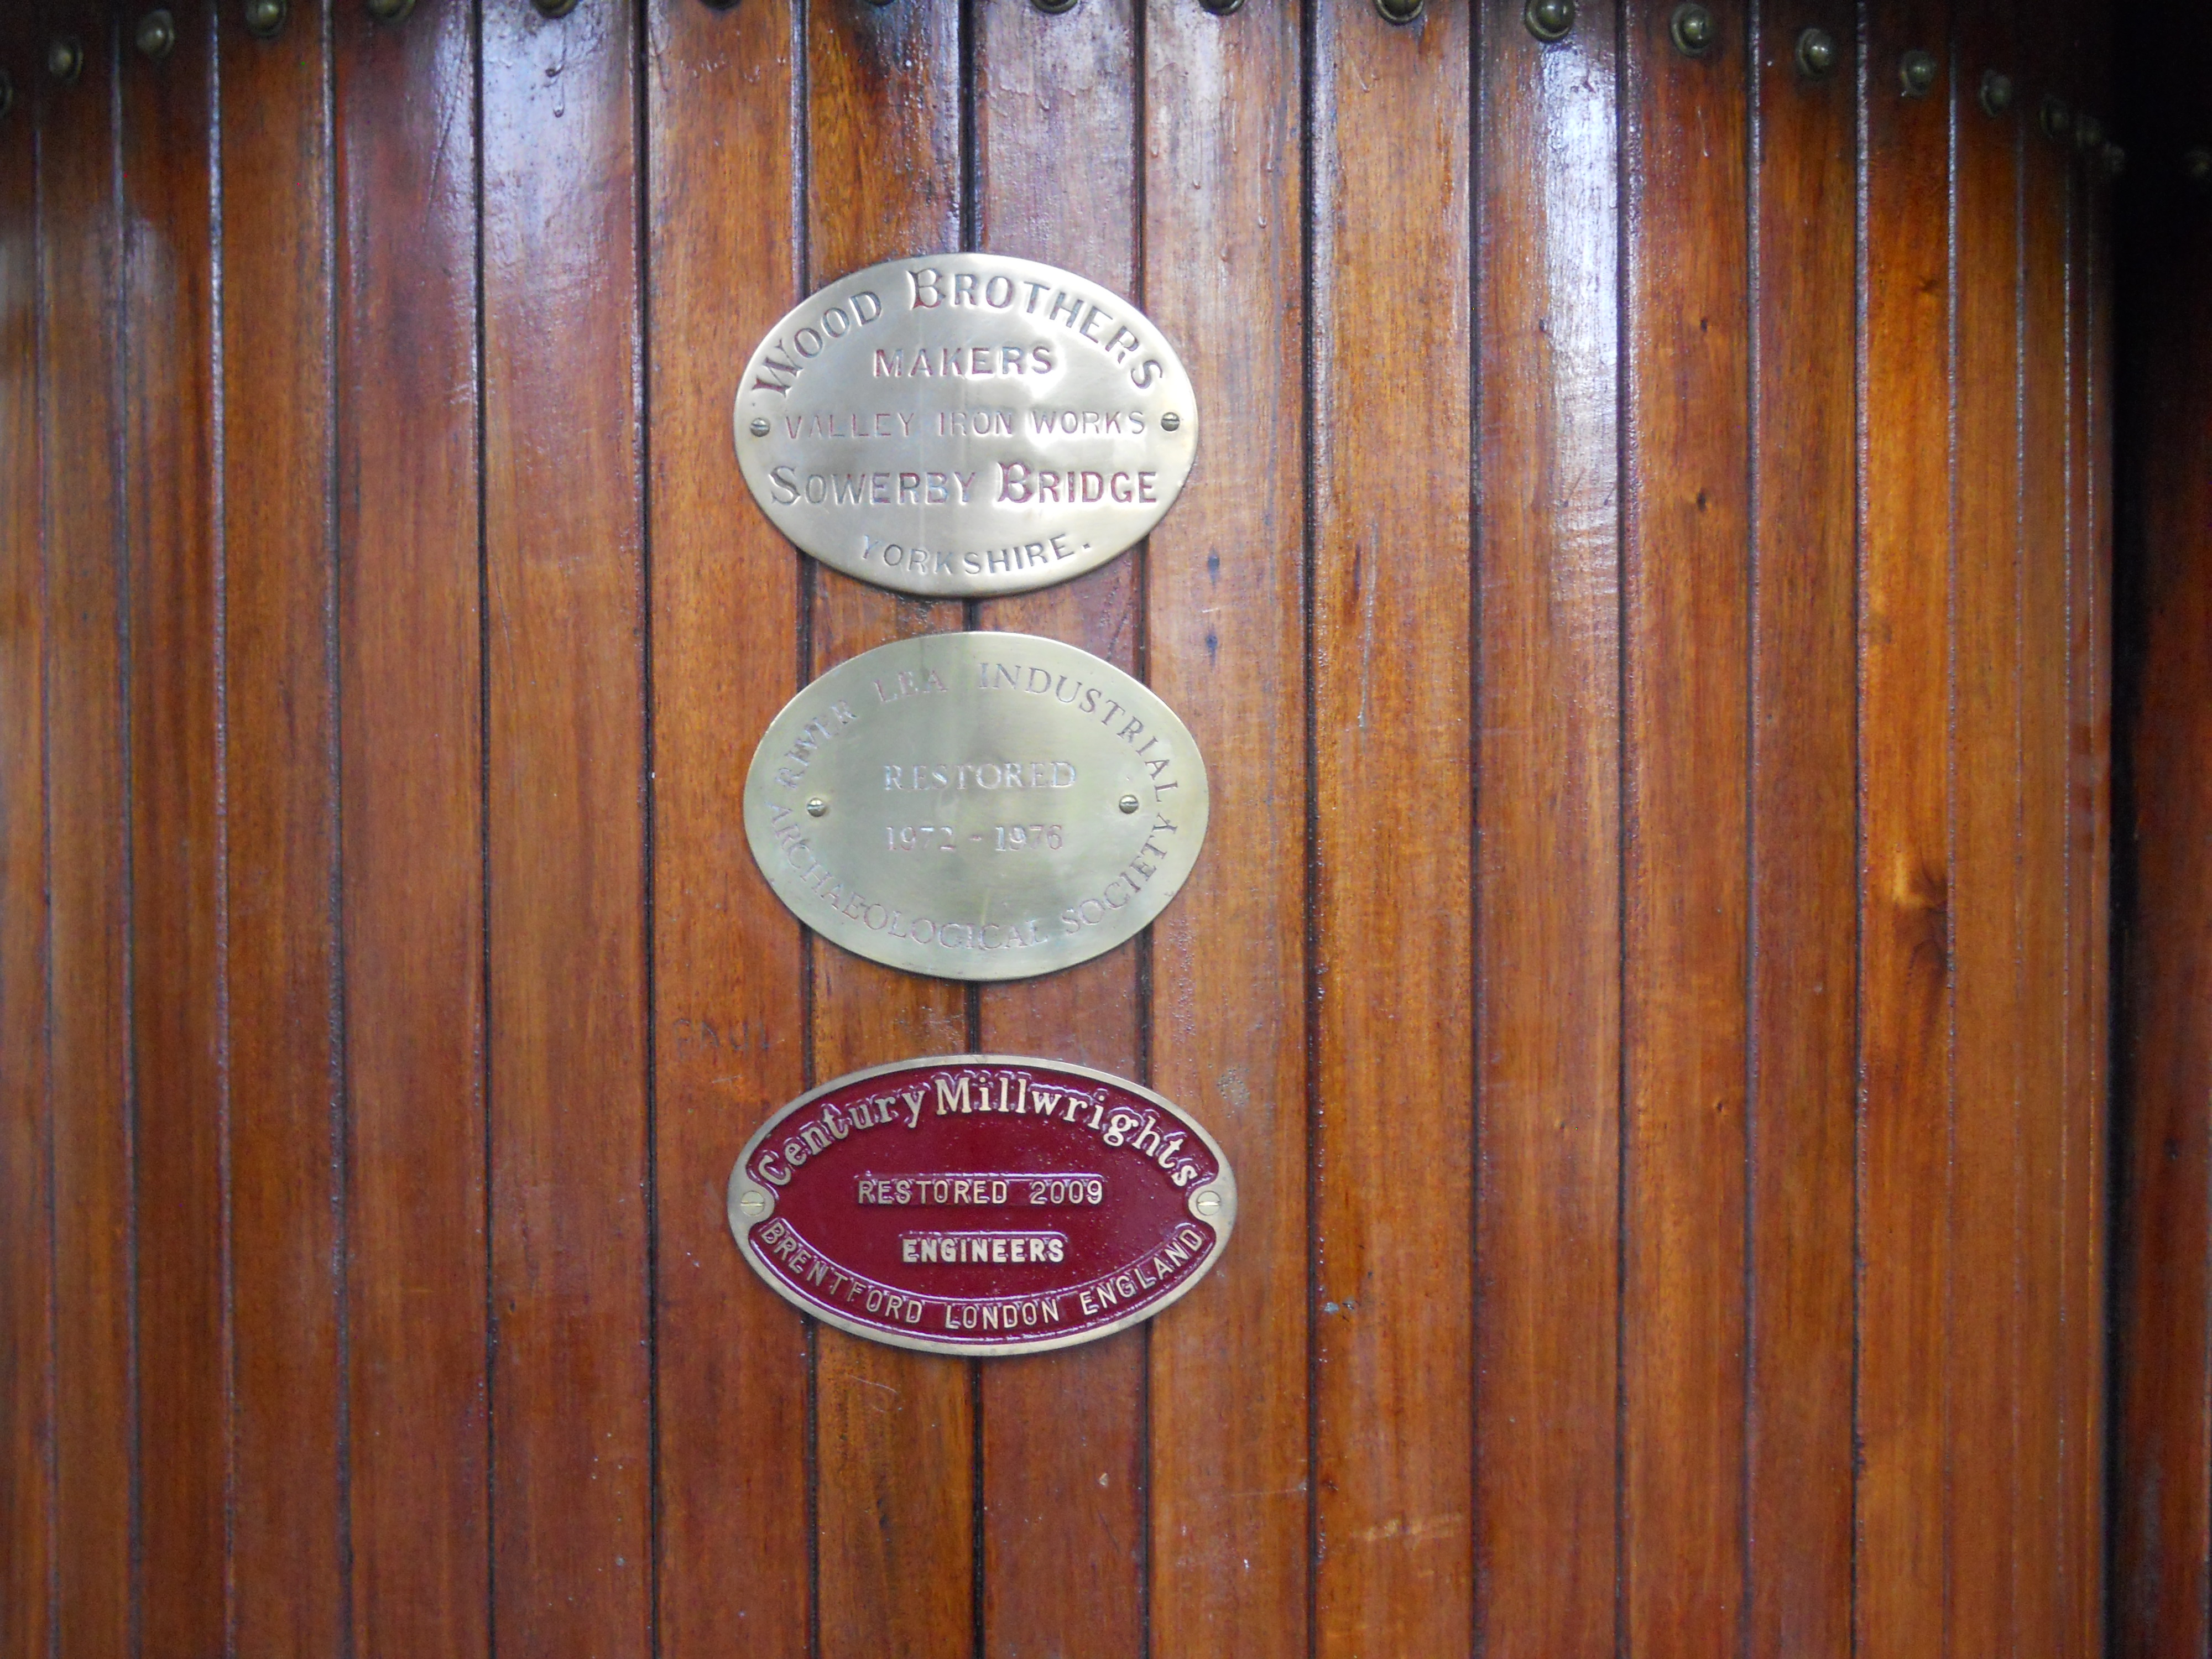 WOOD BROTHERS
MAKERS
VALLEY IRON WORKS
SOWERBY BRIDGE
YORKSHIRE.
RIVER LEA INDUSTRIAL
RESTORED
1972 - 1976
ARCHAEOLOGICAL SOCIETY
Century Millwrights
RESTORED 2009
ENGINEERS
BRENTFORD LONDON ENGLAND